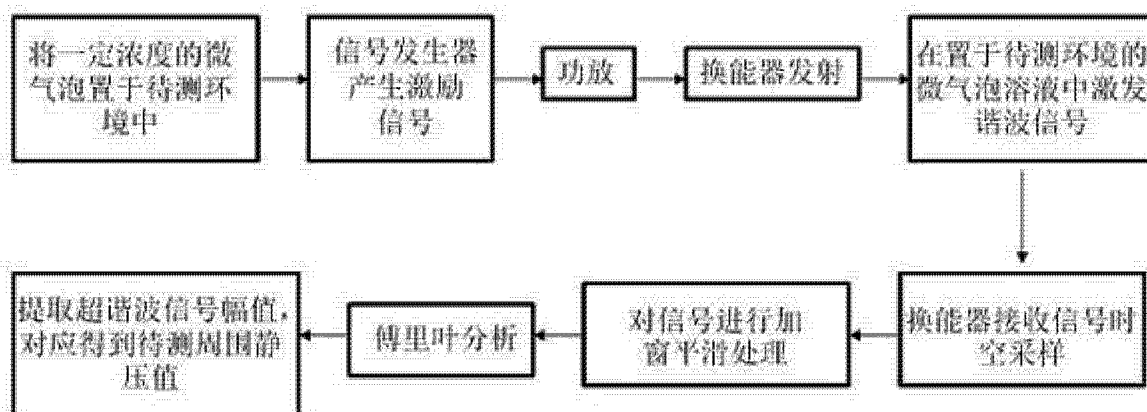 将一定浓度的微
气泡置于待测环
境中
信号发生器
产生激励
信号
功放
换能器发射
在置于待测环境的
微气泡溶液中激发
谐波信号
换能器接收信号时
空采样
对信号进行加
窗平滑处理
傅里叶分析
提取超谐波信号幅值，
对应得到待测周围静
压值